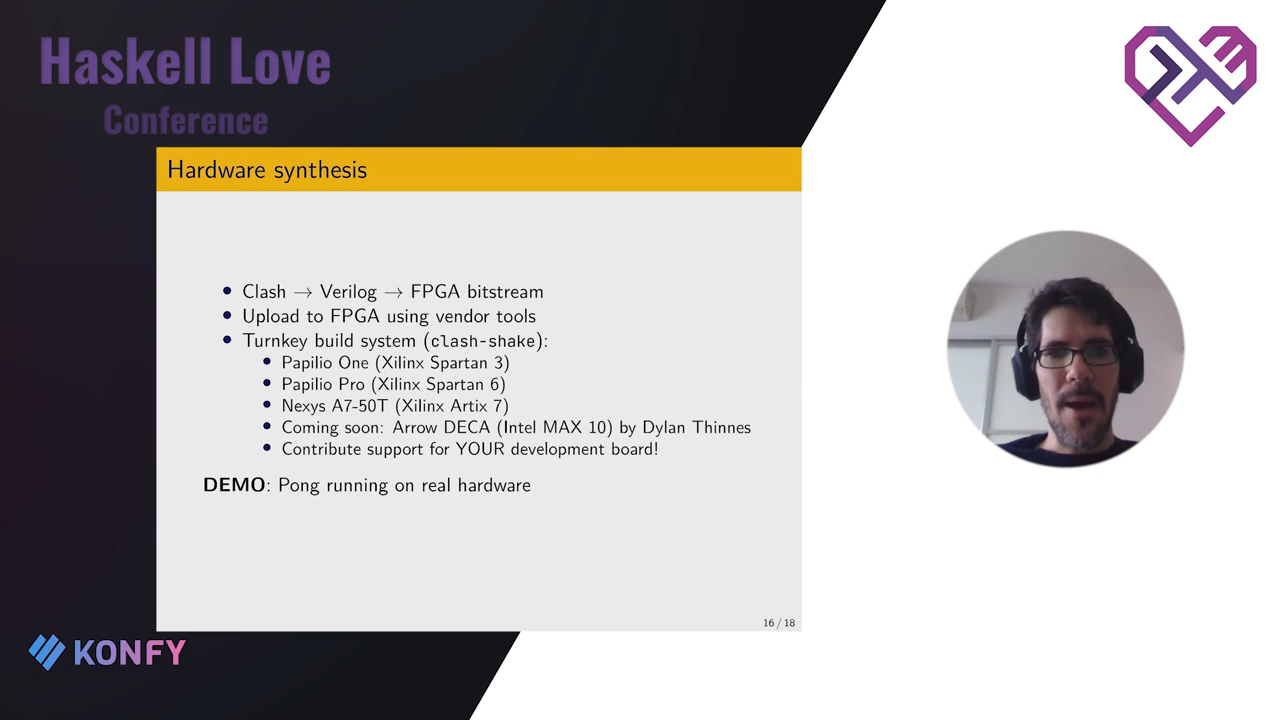 Haskell Love
Conference
Hardware synthesis
• Clash → Verilog → FPGA bitstream
• Upload to FPGA using vendor tools
• Turnkey build system (clash-shake):
• Papilio One (Xilinx Spartan 3)
• Papilio Pro (Xilinx Spartan 6)
• Nexys A7-50T (Xilinx Artix 7)
• Coming soon: Arrow DECA (Intel MAX 10) by Dylan Thinnes
• Contribute support for YOUR development board!
DEMO: Pong running on real hardware
16 / 18
KONFY